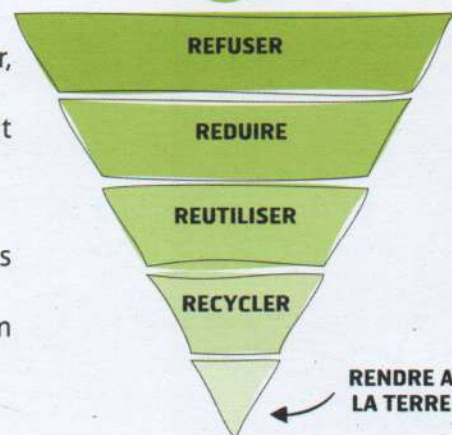 r,
REFUSER
t
REDUIRE
REUTILISER
s
RECYCLER
n
RENDRE A
LA TERRE